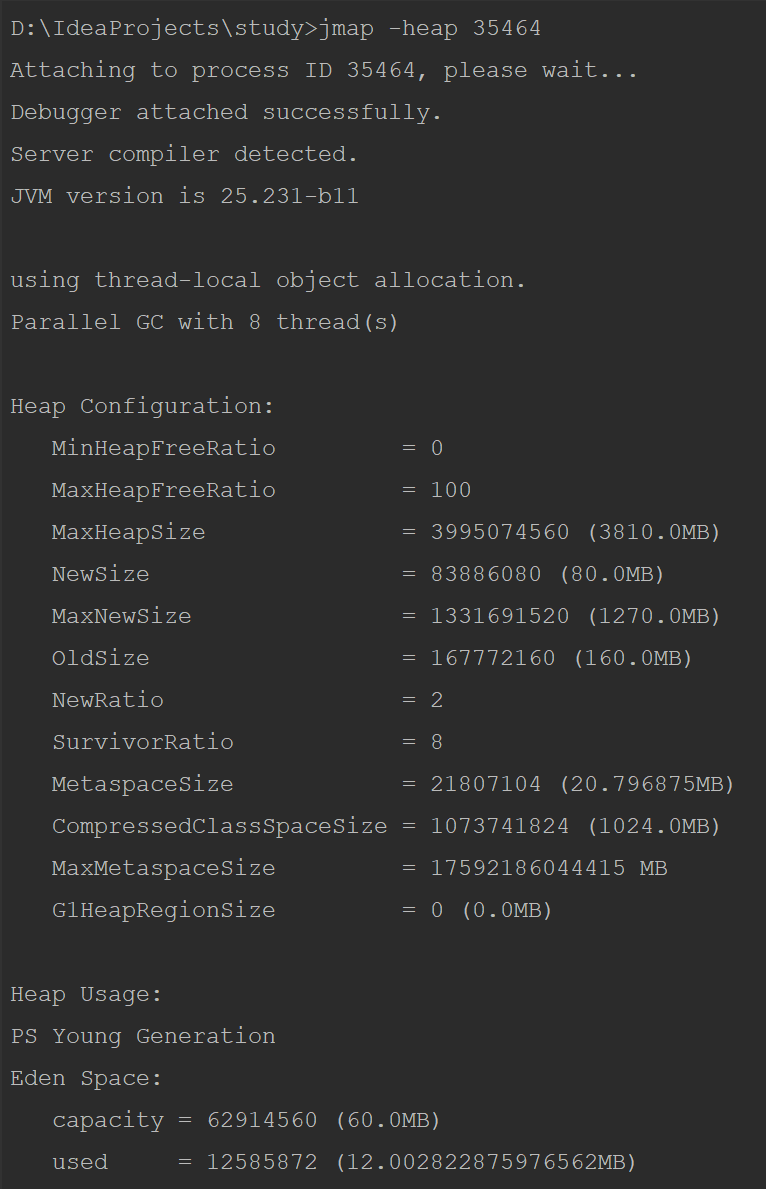 D:\IdeaProjects\study>jmap -heap 35464
Attaching to process ID 35464, please wait...
Debugger attached successfully.
Server compiler detected.
JVM version is 25.231-b11
using thread-local object allocation.
Parallel GC with 8 thread(s)
Heap Configuration:
   MinHeapFreeRatio         = 0
   MaxHeapFreeRatio         = 100
   MaxHeapSize              = 3995074560 (3810.0MB)
   NewSize                  = 83886080 (80.0MB)
   MaxNewSize               = 1331691520 (1270.0MB)
   OldSize                  = 167772160 (160.0MB)
   NewRatio                 = 2
   SurvivorRatio            = 8
   MetaspaceSize            = 21807104 (20.796875MB)
   CompressedClassSpaceSize = 1073741824 (1024.0MB)
   MaxMetaspaceSize         = 17592186044415 MB
   G1HeapRegionSize         = 0 (0.0MB)
Heap Usage:
PS Young Generation
Eden Space:
   capacity = 62914560 (60.0MB)
   used     = 12585872 (12.002822875976562MB)